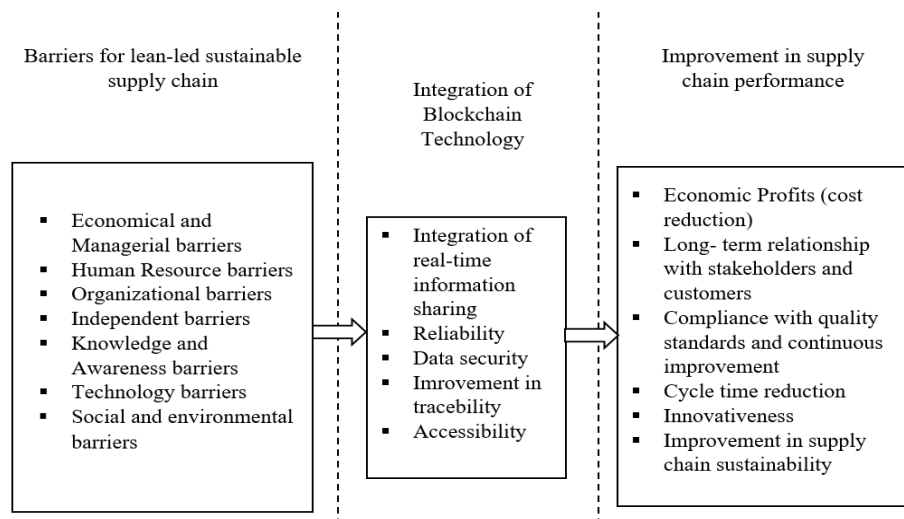 Barriers for lean-led sustainable
supply chain
Integration of
Blockchain
Technology
Improvement in supply
chain performance
▪ Economical and
Managerial barriers
▪ Human Resource barriers
▪ Organizational barriers
▪ Independent barriers
▪ Knowledge and
Awareness barriers
▪ Technology barriers
▪ Social and environmental
barriers
▪ Integration of
real-time
information
sharing
▪ Reliability
▪ Data security
▪ Imrovement in
tracebility
▪ Accessibility
▪ Economic Profits (cost
reduction)
▪ Long- term relationship
with stakeholders and
customers
▪ Compliance with quality
standards and continuous
improvement
▪ Cycle time reduction
▪ Innovativeness
▪ Improvement in supply
chain sustainability